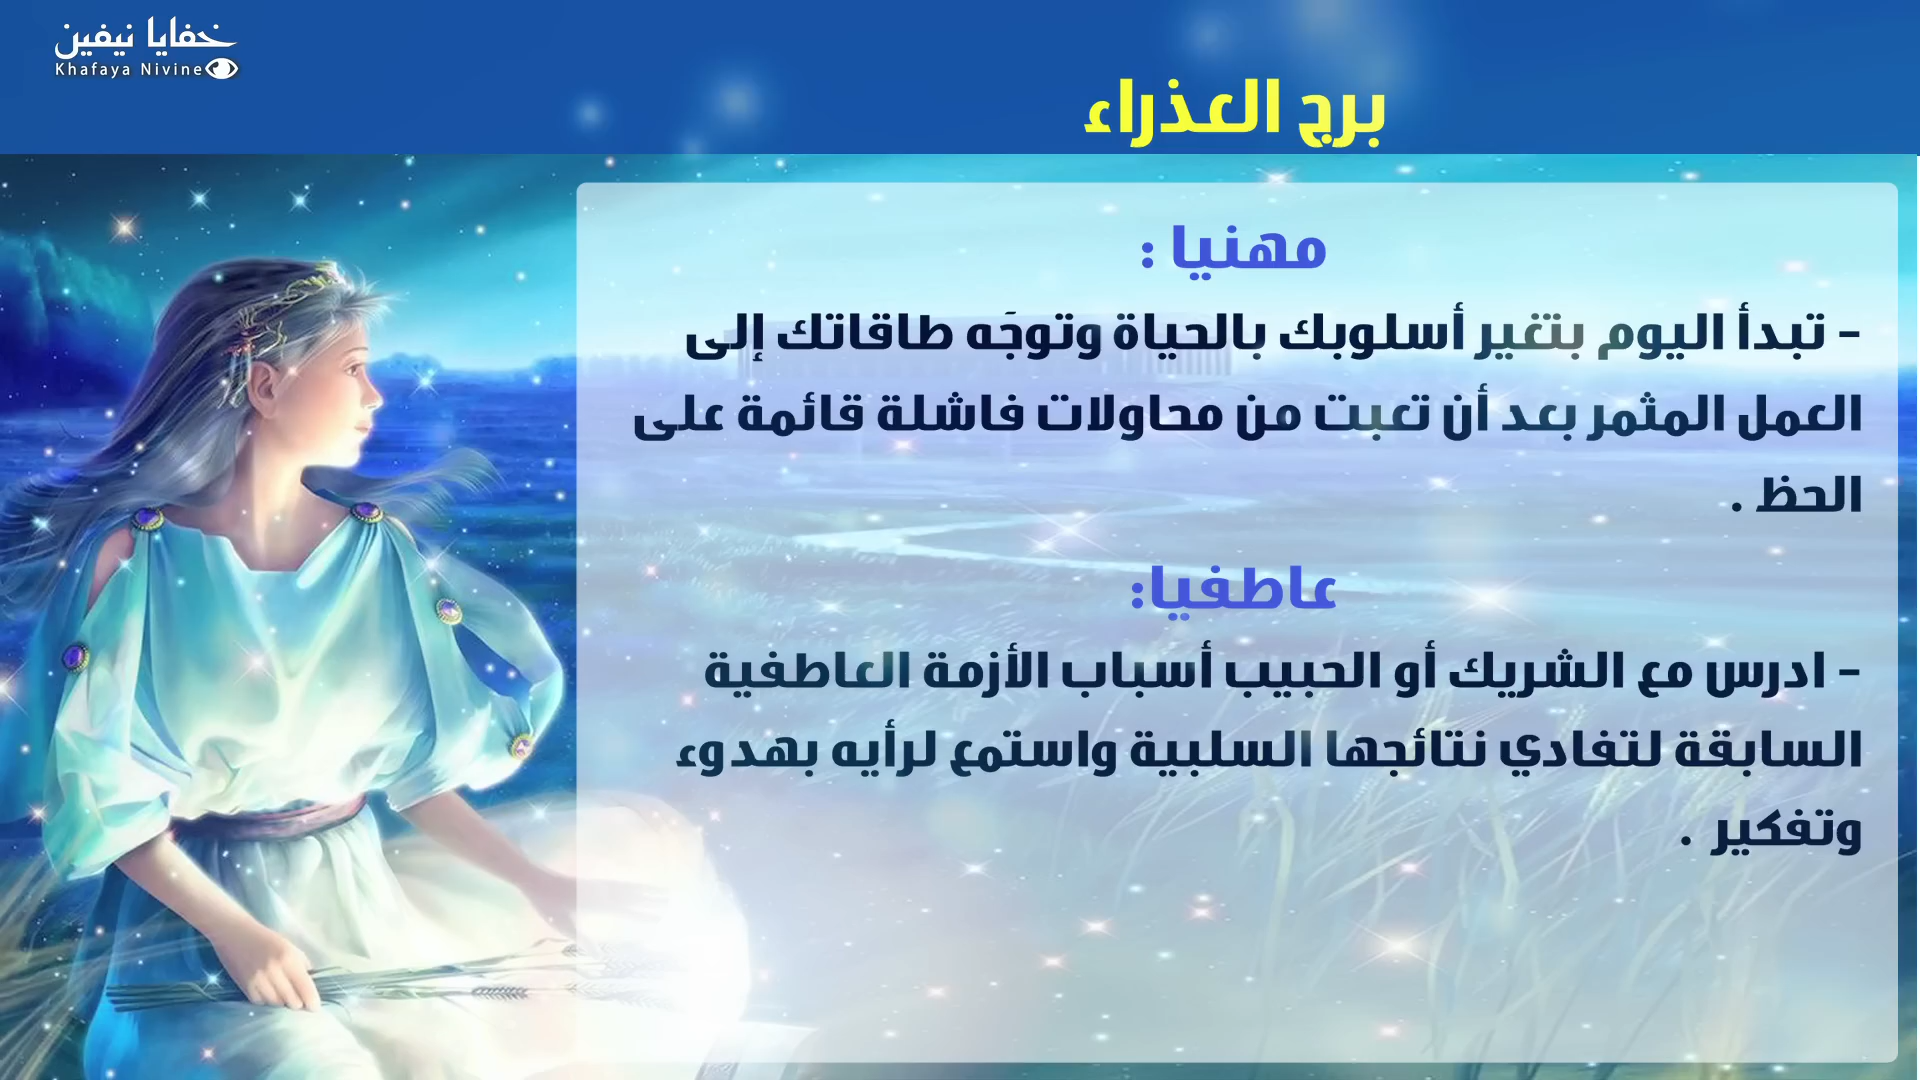 خفايا نيفين
Khafaya Nivine
برج العذراء
مهنيا :
- تبدأ اليوم بتغير أسلوبك بالحياة وتوجَه طاقاتك إلى
العمل المثمر بعد أن تعبت من محاولات فاشلة قائمة على
الحظ .
عاطفيا:
- ادرس مع الشريك أو الحبيب أسباب الأزمة العاطفية
السابقة لتفادي نتائجها السلبية واستمع لرأيه بهدوء
وتفكير .